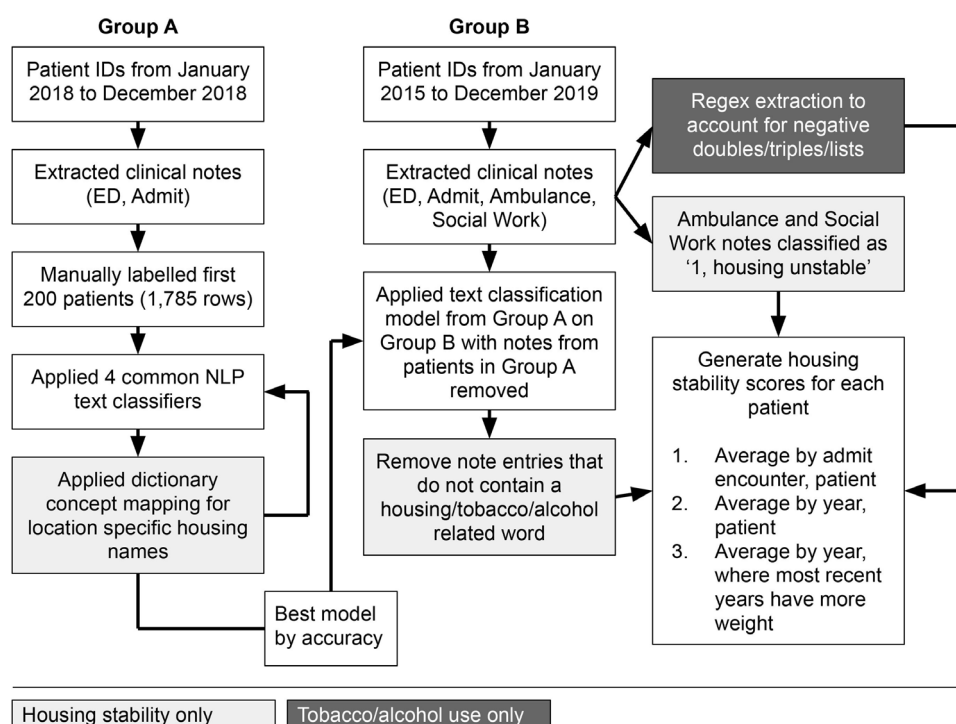 Group A
Patient IDs from January
2018 to December 2018
Extracted clinical notes
(ED, Admit)
Manually labelled first
200 patients (1,785 rows)
Applied 4 common NLP
text classifiers
Applied dictionary
concept mapping for
location specific housing
names
Best model
by accuracy
Group B
Patient IDs from January
2015 to December 2019
Extracted clinical notes
(ED, Admit, Ambulance,
Social Work)
Applied text classification
model from Group A on
Group B with notes from
patients in Group A
removed
Remove note entries that
do not contain a
housing/tobacco/alcohol
related word
Regex extraction to
account for negative
doubles/triples/lists
Ambulance and Social
Work notes classified as
‘1, housing unstable’
Generate housing
stability scores for each
patient
1. Average by admit
encounter, patient
2. Average by year,
patient
3. Average by year,
where most recent
years have more
weight
Housing stability only
Tobacco/alcohol use only